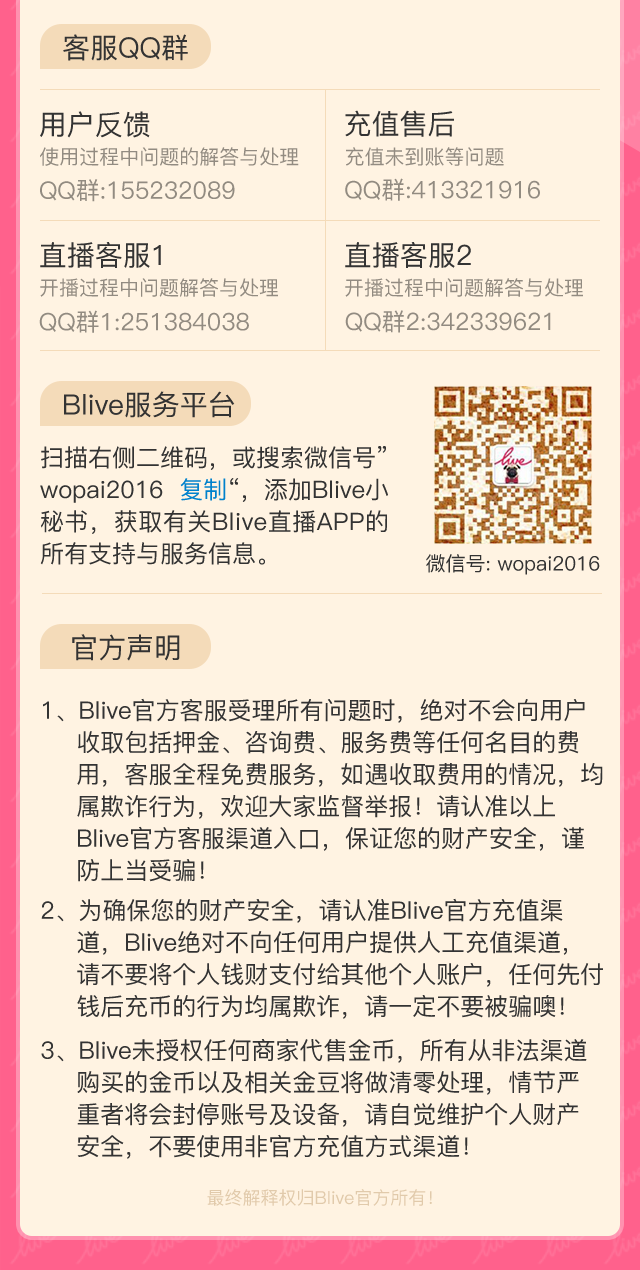 客服QQ群
用户反馈
使用过程中问题的解答与处理
QQ群:155232089
充值售后
充值未到账等问题
QQ群:413321916
直播客服1
开播过程中问题解答与处理
QQ群1:251384038
直播客服2
开播过程中问题解答与处理
QQ群2:342339621
Blive服务平台
扫描右侧二维码，或搜索微信号”
wopai2016 复制“，添加Blive小
秘书，获取有关Blive直播APP的
所有支持与服务信息。
live
微信号: wopai2016
官方声明
1、Blive官方客服受理所有问题时，绝对不会向用户
收取包括押金、咨询费、服务费等任何名目的费
用，客服全程免费服务，如遇收取费用的情况，均
属欺诈行为，欢迎大家监督举报！请认准以上
Blive官方客服渠道入口，保证您的财产安全，谨
防上当受骗！
2、为确保您的财产安全，请认准Blive官方充值渠
道，Blive绝对不向任何用户提供人工充值渠道，
请不要将个人钱财支付给其他个人账户，任何先付
钱后充币的行为均属欺诈，请一定不要被骗噢！
3、Blive未授权任何商家代售金币，所有从非法渠道
购买的金币以及相关金豆将做清零处理，情节严
重者将会封停账号及设备，请自觉维护个人财产
安全，不要使用非官方充值方式渠道！
最终解释权归Blive官方所有！